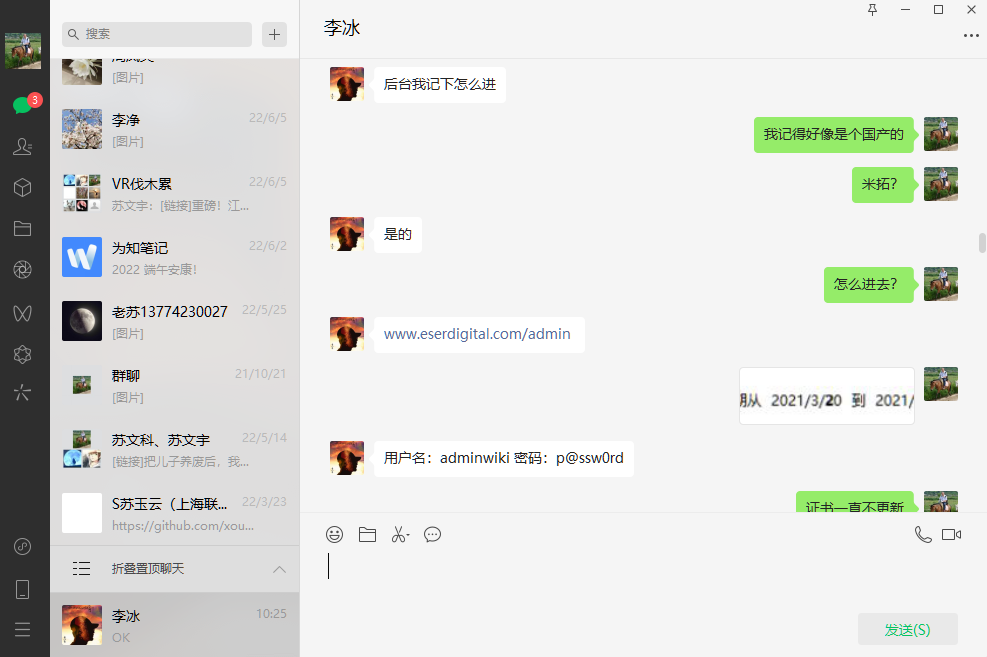 搜索
[图片]
李净
22/6/5
[图片]
VR伐木累
22/6/5
苏文宇：[链接]重磅！江...
为知笔记
22/6/2
2022 端午安康！
老苏13774230027
22/5/25
[图片]
群聊
21/10/21
[图片]
苏文科、苏文宇
22/5/14
[链接]把儿子养废后，我...
S苏玉云（上海联...
22/3/23
https://github.com/xou...
折叠置顶聊天
李冰
10:25
OK
3
李冰
后台我记下怎么进
我记得好像是个国产的
米拓?
是的
怎么进去?
www.eserdigital.com/admin
期从 2021/3/20 到 2021/
用户名：adminwiki 密码：p@ssw0rd
证书一直不更新
发送(S)